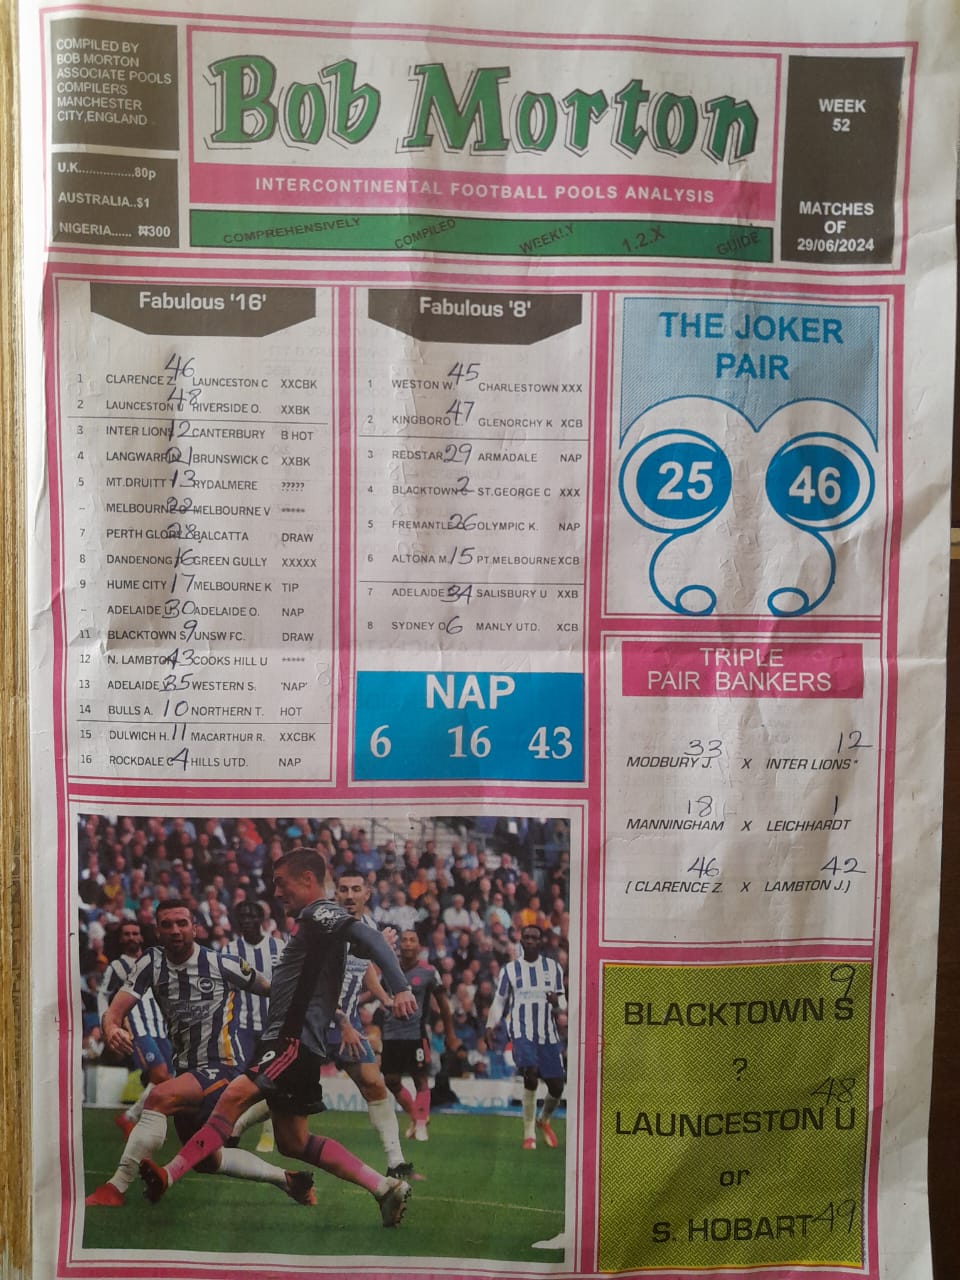 COMPILED BY
BOB MORTON
ASSOCIATE POOLS
COMPILERS
MANCHESTER
CITY,ENGLAND
U.K...............80p
AUSTRALIA..$1
NIGERIA...... ₦300
Bob Morton
INTERCONTINENTAL FOOTBALL POOLS ANALYSIS
COMPREHENSIVELY COMPILED WEEKLY 1.2.X GUIDE
WEEK
52
MATCHES
OF
29/06/2024
Fabulous '16'
1 CLARENCE Z. 46 LAUNCESTON C XXCBK
2 LAUNCESTON U 48 RIVERSIDE O. XXBK
3 INTER LIONS 12 CANTERBURY B HOT
4 LANGWARRIN 21 BRUNSWICK C XXBK
5 MT.DRUITT 13 RYDALMERE ?????
-- MELBOURNE 22 MELBOURNE V *****
7 PERTH GLORY 28 BALCATTA DRAW
8 DANDENONG 16 GREEN GULLY XXXXX
9 HUME CITY 17 MELBOURNE K TIP
-- ADELAIDE 30 ADELAIDE O. NAP
11 BLACKTOWN S 9 UNSW FC. DRAW
12 N. LAMBTON 43 COOKS HILL U *****
13 ADELAIDE 35 WESTERN S. 'NAP'
14 BULLS A. 10 NORTHERN T. HOT
15 DULWICH H. 11 MACARTHUR R. XXCBK
16 ROCKDALE C 4 HILLS UTD. NAP
Fabulous '8'
1 WESTON W 45 CHARLESTOWN XXX
2 KINGBORO L. 47 GLENORCHY K XCB
3 REDSTAR 29 ARMADALE NAP
4 BLACKTOWN 2 ST.GEORGE C XXX
5 FREMANTLE 26 OLYMPIC K. NAP
6 ALTONA M. 15 PT.MELBOURNE XCB
7 ADELAIDE 34 SALISBURY U XXB
8 SYDNEY O 6 MANLY UTD. XCB
NAP
6 16 43
THE JOKER
PAIR
25 46
TRIPLE
PAIR BANKERS
33 12
MODBURY J. X INTER LIONS*
18 1
MANNINGHAM X LEICHHARDT
46 42
( CLARENCE Z. X LAMBTON J.)
9
BLACKTOWN S
?
48
LAUNCESTON U
or
S. HOBART 49